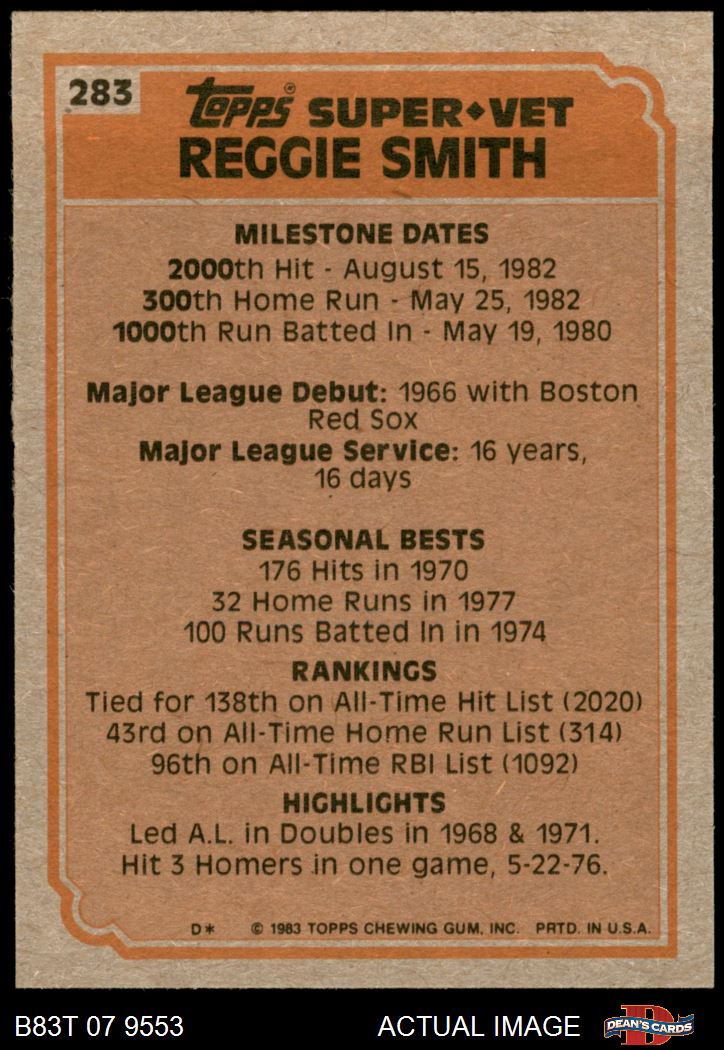 283
TOPPS® SUPER◆VET
REGGIE SMITH
MILESTONE DATES
2000th Hit - August 15, 1982
300th Home Run - May 25, 1982
1000th Run Batted In - May 19, 1980
Major League Debut: 1966 with Boston
Red Sox
Major League Service: 16 years,
16 days
SEASONAL BESTS
176 Hits in 1970
32 Home Runs in 1977
100 Runs Batted In in 1974
RANKINGS
Tied for 138th on All-Time Hit List (2020)
43rd on All-Time Home Run List (314)
96th on All-Time RBI List (1092)
HIGHLIGHTS
Led A.L. in Doubles in 1968 & 1971.
Hit 3 Homers in one game, 5-22-76.
D* © 1983 TOPPS CHEWING GUM, INC. PRTD. IN U.S.A.
B83T 07 9553 ACTUAL IMAGE D DEAN'S CARDS